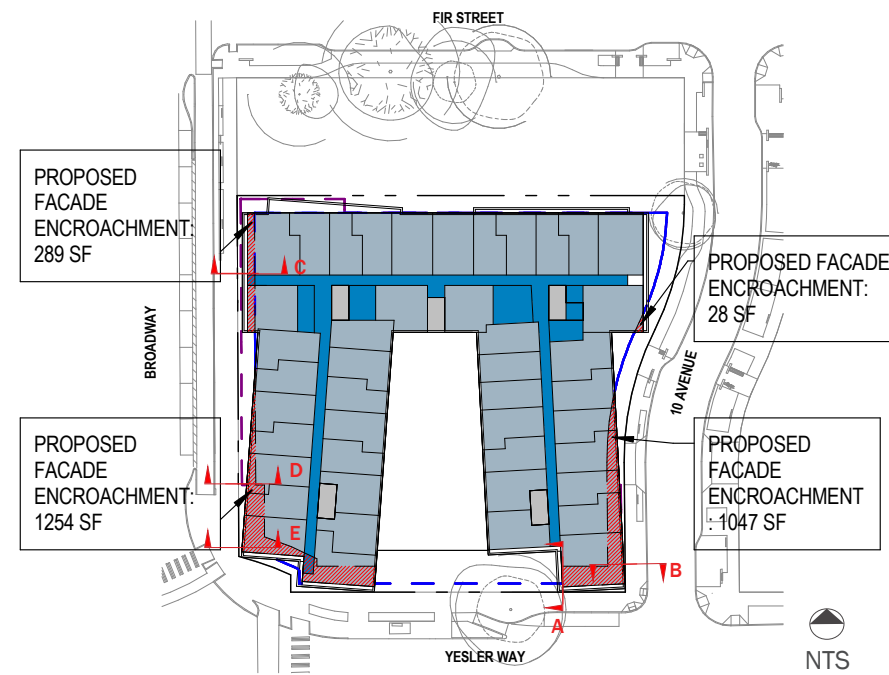 FIR STREET
PROPOSED
FACADE
ENCROACHMENT:
289 SF
C
PROPOSED FACADE
ENCROACHMENT:
28 SF
BROADWAY
10 AVENUE
PROPOSED
FACADE
ENCROACHMENT:
1254 SF
D
E
PROPOSED
FACADE
ENCROACHMENT
: 1047 SF
B
A
YESLER WAY
NTS